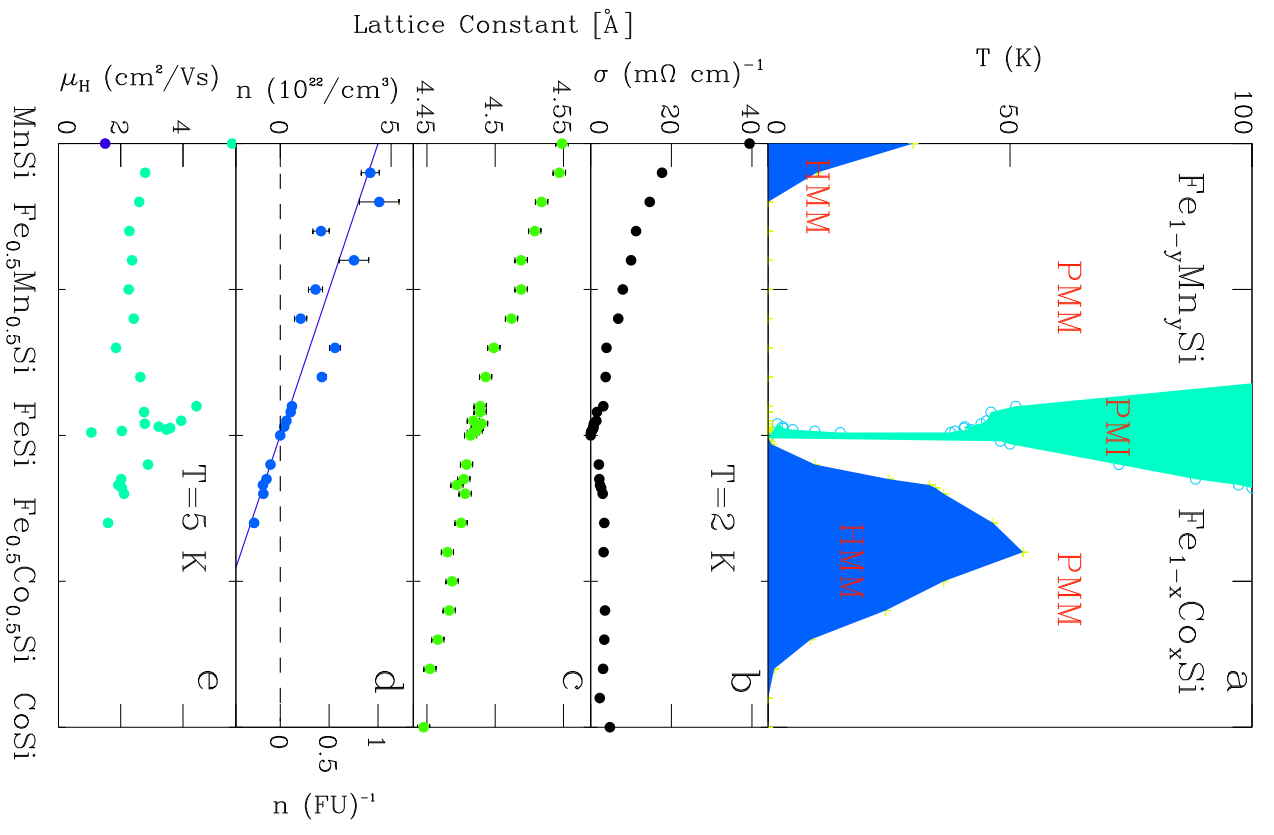 Fe₁₋yMnySi
Fe₁₋ₓCoₓSi
a
T (K)
100
50
0
PMM
PMI
PMM
HMM
HMM
b
σ (mΩ cm)⁻¹
40
20
0
T=2 K
c
Lattice Constant [Å]
4.55
4.5
4.45
d
n (10²²/cm³)
5
0
1
0.5
0
n (FU)⁻¹
e
μH (cm²/Vs)
4
2
0
T=5 K
MnSi Fe₀.₅Mn₀.₅Si FeSi Fe₀.₅Co₀.₅Si CoSi